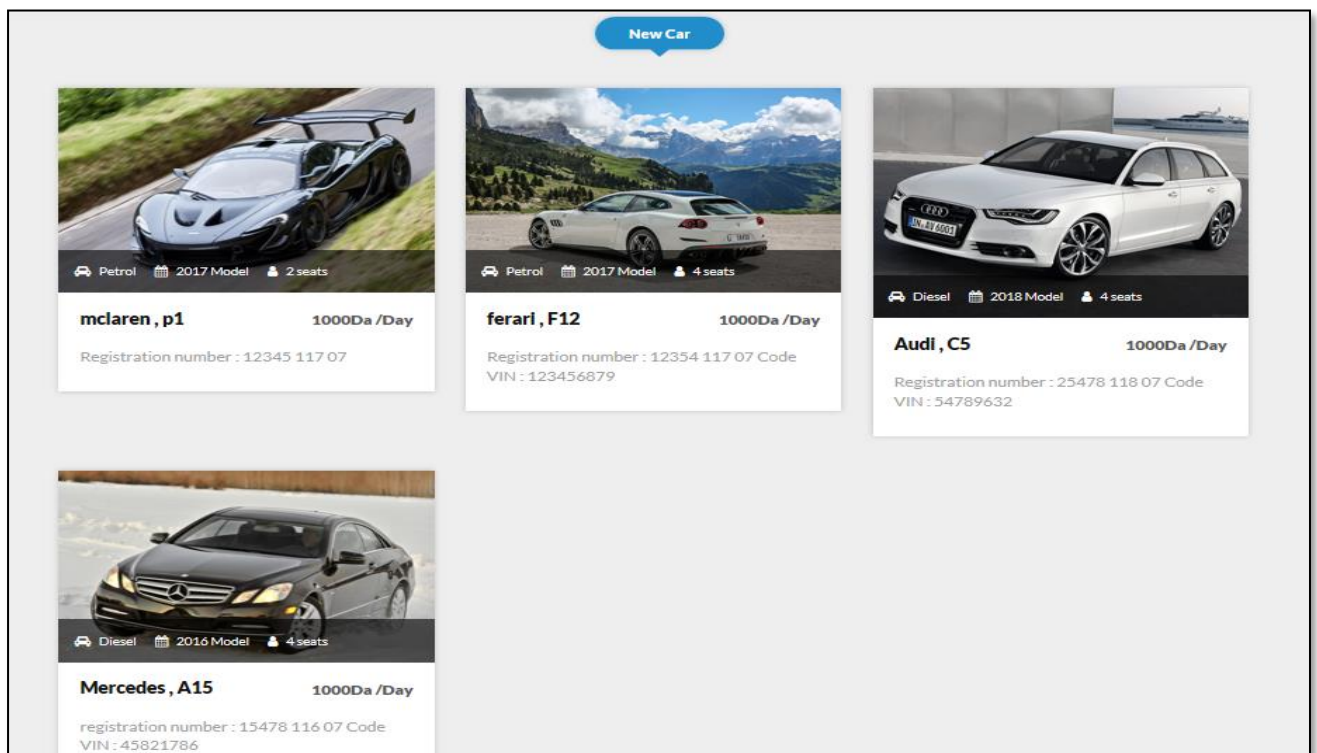 New Car
Petrol 2017 Model 2 seats
mclaren , p1 1000Da /Day
Registration number : 12345 117 07
Petrol 2017 Model 4 seats
ferari , F12 1000Da /Day
Registration number : 12354 117 07 Code
VIN : 123456879
IN·AV 6001
Diesel 2018 Model 4 seats
Audi , C5 1000Da /Day
Registration number : 25478 118 07 Code
VIN : 54789632
Diesel 2016 Model 4 seats
Mercedes , A15 1000Da /Day
registration number : 15478 116 07 Code
VIN : 45821786